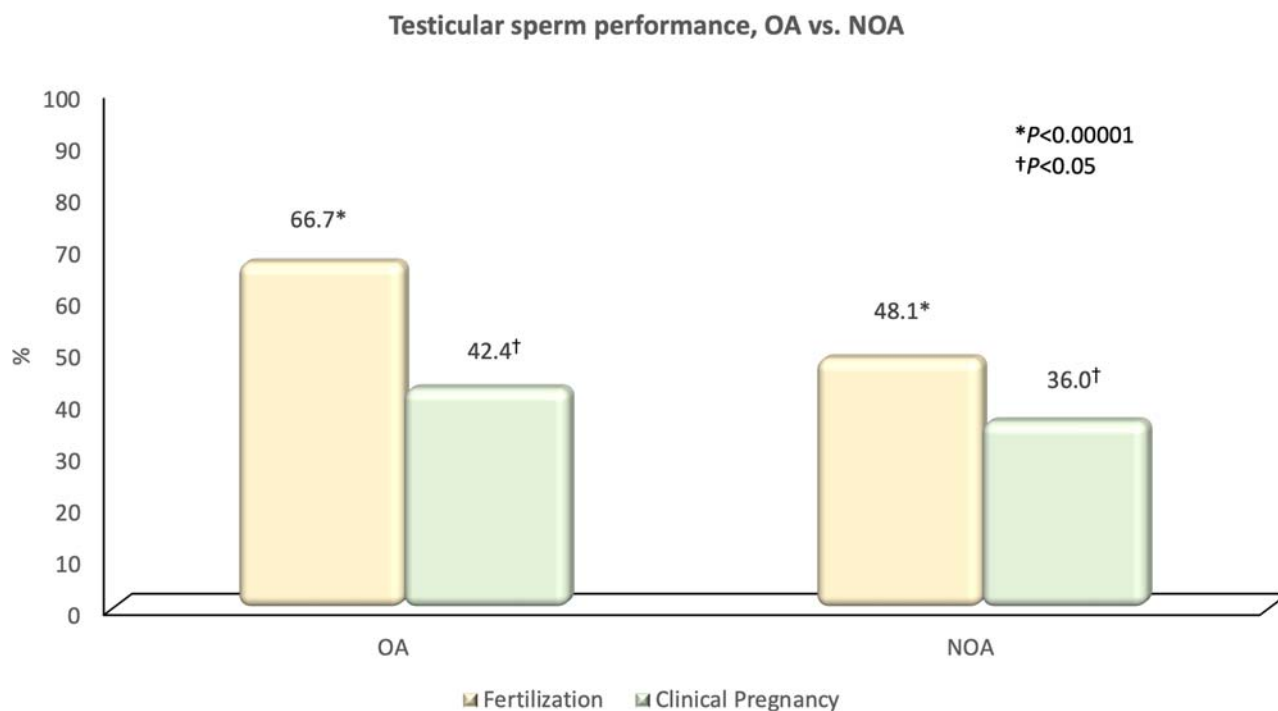 Testicular sperm performance, OA vs. NOA
*P<0.00001
†P<0.05
100
90
80
70
60
50
40
30
20
10
0
%
66.7*
42.4†
48.1*
36.0†
OA
NOA
Fertilization
Clinical Pregnancy